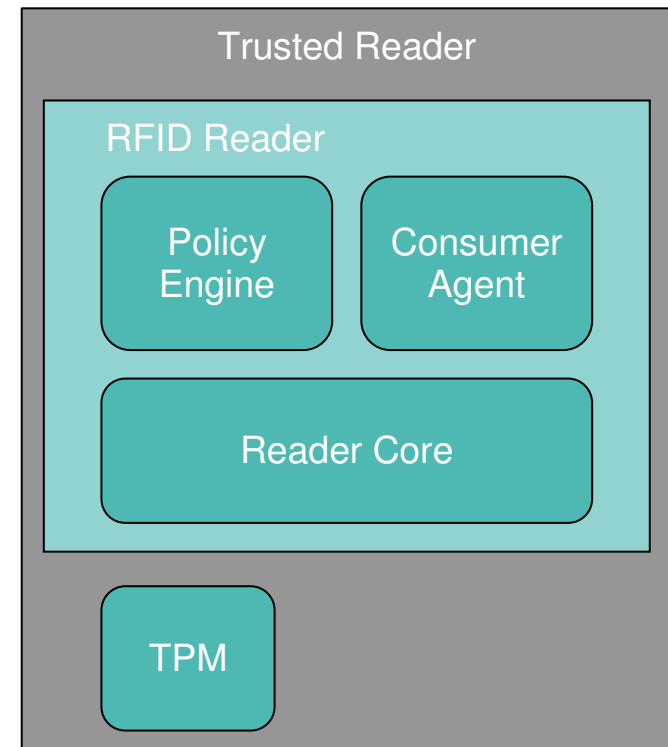 Trusted Reader
RFID Reader
Policy
Engine
Consumer
Agent
Reader Core
TPM